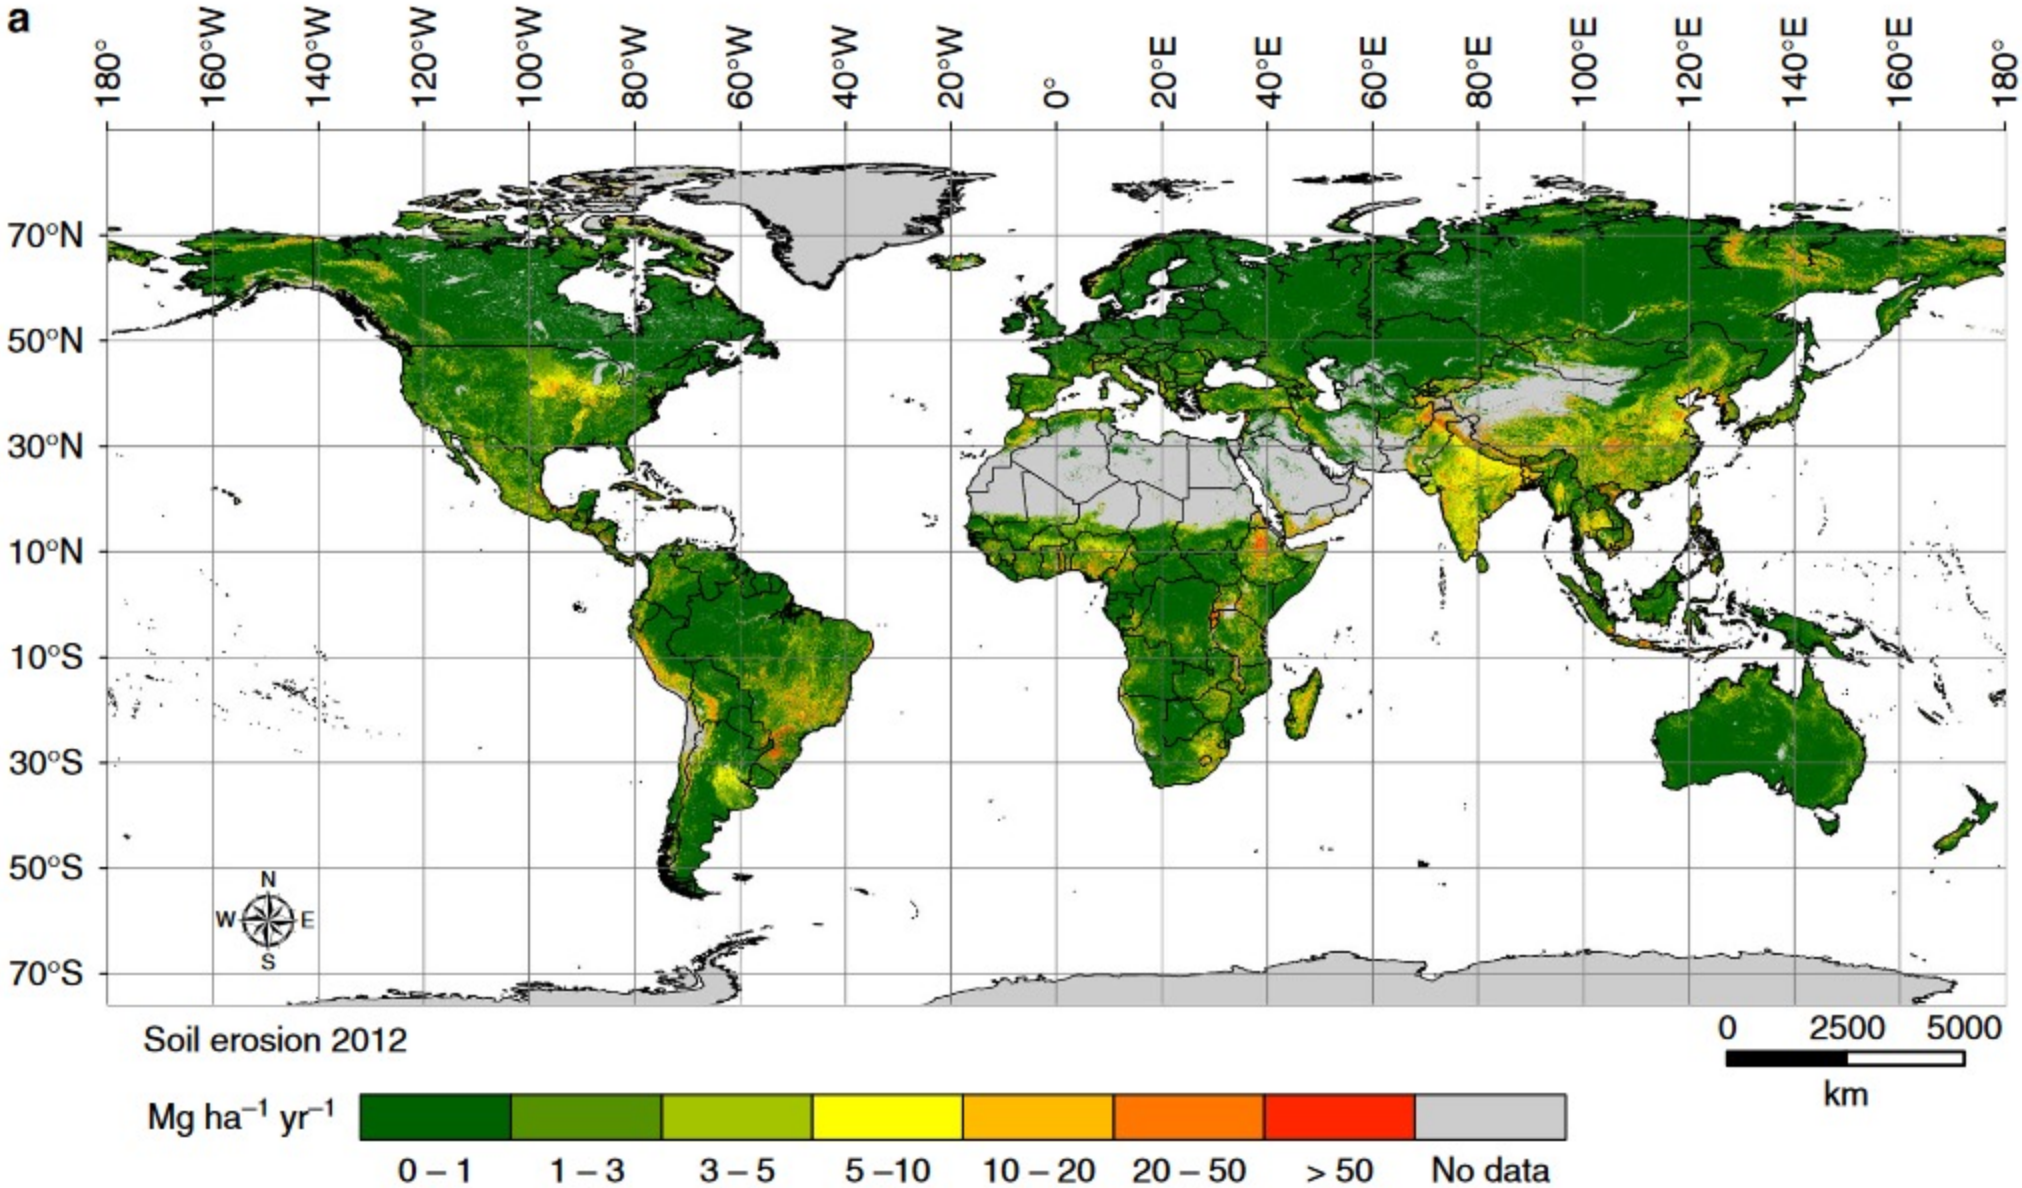 a
180°
160°W
140°W
120°W
100°W
80°W
60°W
40°W
20°W
0°
20°E
40°E
60°E
80°E
100°E
120°E
140°E
160°E
180°
70°N
50°N
30°N
10°N
10°S
30°S
50°S
70°S
N
W E
S
Soil erosion 2012
0 2500 5000
km
Mg ha⁻¹ yr⁻¹
0 – 1 1 – 3 3 – 5 5 –10 10 – 20 20 – 50 > 50 No data